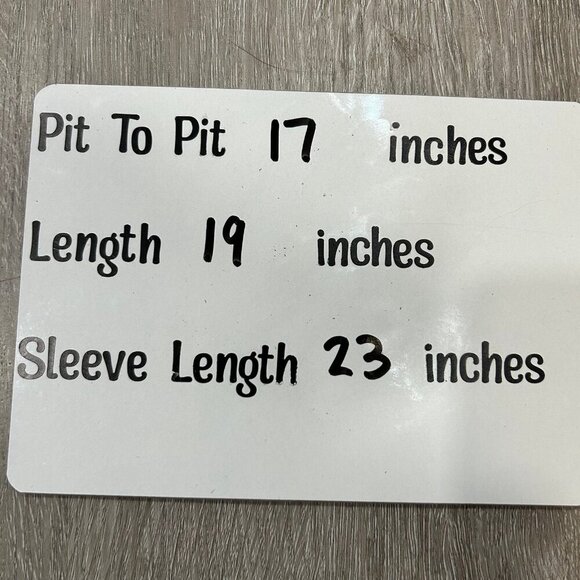 Pit To Pit 17 inches
Length 19 inches
Sleeve Length 23 inches